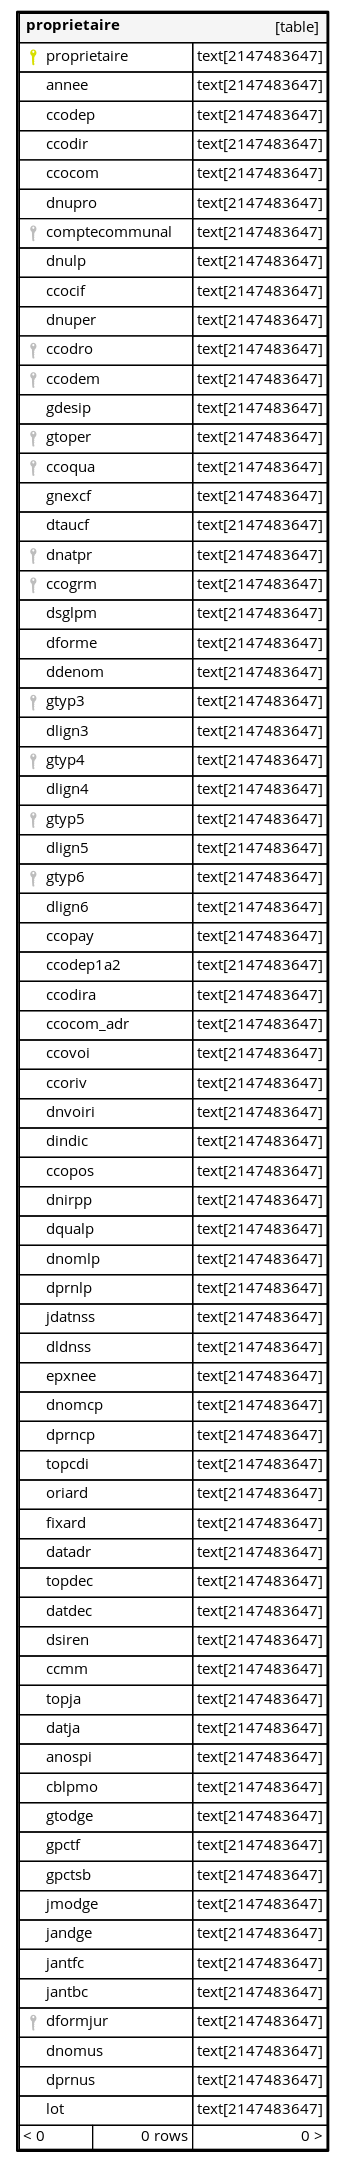 proprietaire [table]
proprietaire text[2147483647]
annee text[2147483647]
ccodep text[2147483647]
ccodir text[2147483647]
ccocom text[2147483647]
dnupro text[2147483647]
comptecommunal text[2147483647]
dnulp text[2147483647]
ccocif text[2147483647]
dnuper text[2147483647]
ccodro text[2147483647]
ccodem text[2147483647]
gdesip text[2147483647]
gtoper text[2147483647]
ccoqua text[2147483647]
gnexcf text[2147483647]
dtaucf text[2147483647]
dnatpr text[2147483647]
ccogrm text[2147483647]
dsglpm text[2147483647]
dforme text[2147483647]
ddenom text[2147483647]
gtyp3 text[2147483647]
dlign3 text[2147483647]
gtyp4 text[2147483647]
dlign4 text[2147483647]
gtyp5 text[2147483647]
dlign5 text[2147483647]
gtyp6 text[2147483647]
dlign6 text[2147483647]
ccopay text[2147483647]
ccodep1a2 text[2147483647]
ccodira text[2147483647]
ccocom_adr text[2147483647]
ccovoi text[2147483647]
ccoriv text[2147483647]
dnvoiri text[2147483647]
dindic text[2147483647]
ccopos text[2147483647]
dnirpp text[2147483647]
dqualp text[2147483647]
dnomlp text[2147483647]
dprnlp text[2147483647]
jdatnss text[2147483647]
dldnss text[2147483647]
epxnee text[2147483647]
dnomcp text[2147483647]
dprncp text[2147483647]
topcdi text[2147483647]
oriard text[2147483647]
fixard text[2147483647]
datadr text[2147483647]
topdec text[2147483647]
datdec text[2147483647]
dsiren text[2147483647]
ccmm text[2147483647]
topja text[2147483647]
datja text[2147483647]
anospi text[2147483647]
cblpmo text[2147483647]
gtodge text[2147483647]
gpctf text[2147483647]
gpctsb text[2147483647]
jmodge text[2147483647]
jandge text[2147483647]
jantfc text[2147483647]
jantbc text[2147483647]
dformjur text[2147483647]
dnomus text[2147483647]
dprnus text[2147483647]
lot text[2147483647]
< 0 0 rows 0 >